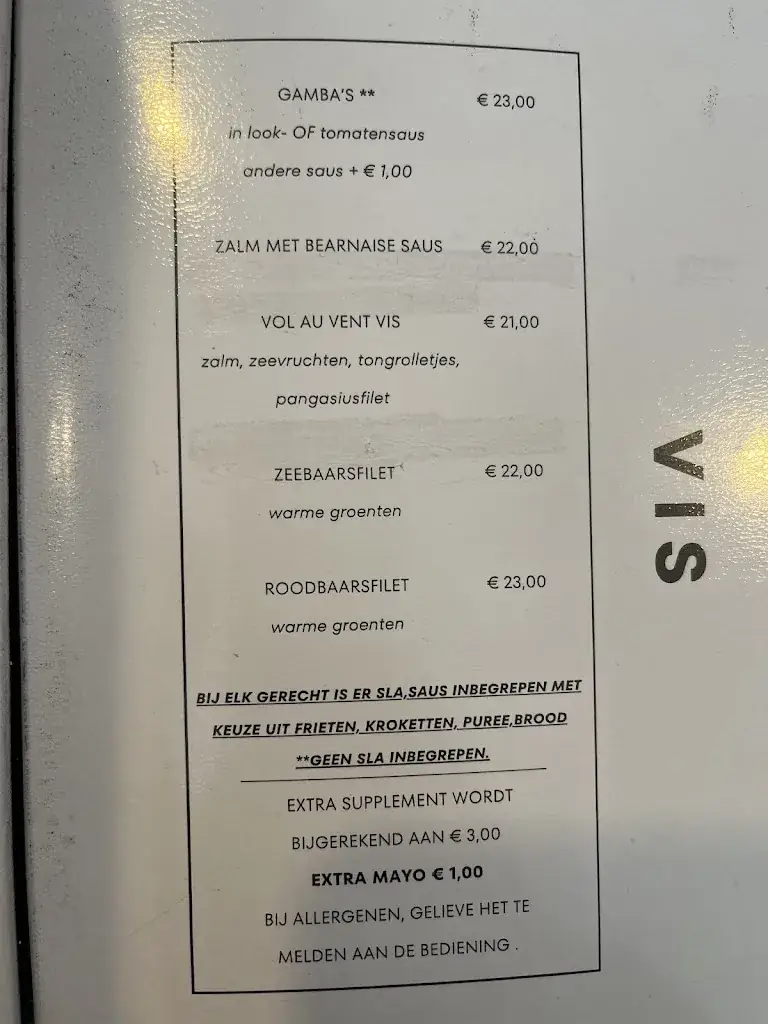 GAMBA'S ** € 23,00
in look- OF tomatensaus
andere saus + € 1,00
ZALM MET BEARNAISE SAUS € 22,00
VOL AU VENT VIS € 21,00
zalm, zeevruchten, tongrolletjes,
pangasiusfilet
ZEEBAARSFILET € 22,00
warme groenten
ROODBAARSFILET € 23,00
warme groenten
BIJ ELK GERECHT IS ER SLA,SAUS INBEGREPEN MET
KEUZE UIT FRIETEN, KROKETTEN, PUREE,BROOD
**GEEN SLA INBEGREPEN.
EXTRA SUPPLEMENT WORDT
BIJGEREKEND AAN € 3,00
EXTRA MAYO € 1,00
BIJ ALLERGENEN, GELIEVE HET TE
MELDEN AAN DE BEDIENING .
VIS